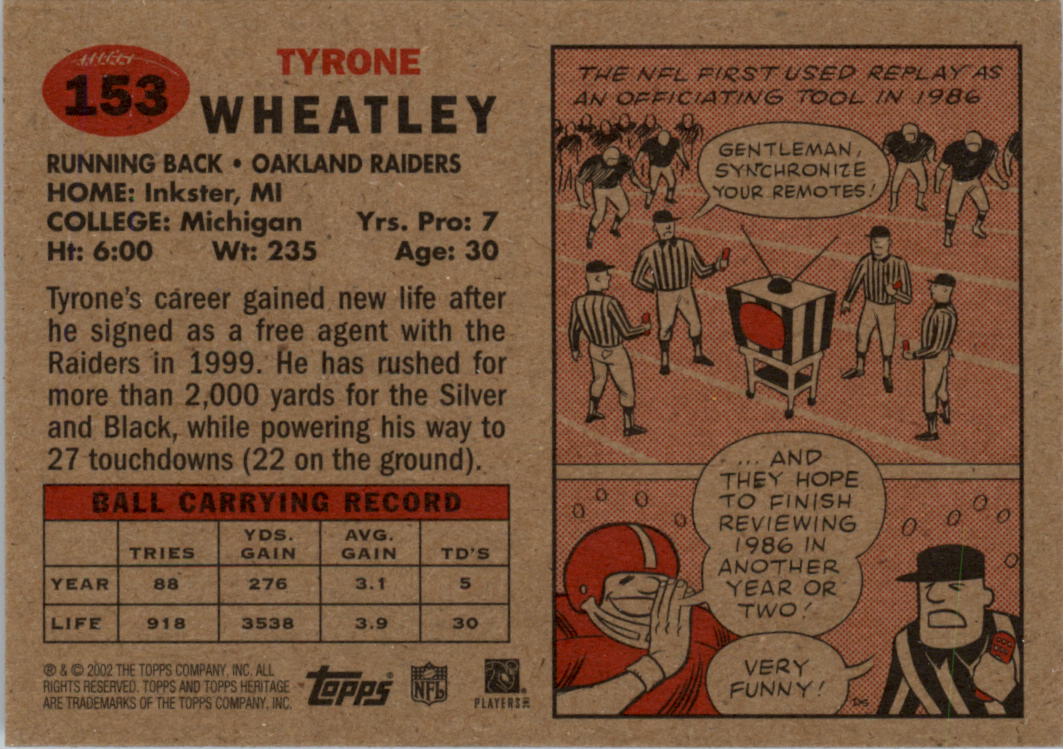 153
TYRONE
WHEATLEY
RUNNING BACK • OAKLAND RAIDERS
HOME: Inkster, MI
COLLEGE: Michigan Yrs. Pro: 7
Ht: 6:00 Wt: 235 Age: 30
Tyrone's career gained new life after
he signed as a free agent with the
Raiders in 1999. He has rushed for
more than 2,000 yards for the Silver
and Black, while powering his way to
27 touchdowns (22 on the ground).
BALL CARRYING RECORD
TRIES YDS. GAIN AVG. GAIN TD'S
YEAR 88 276 3.1 5
LIFE 918 3538 3.9 30
® & © 2002 THE TOPPS COMPANY, INC. ALL
RIGHTS RESERVED. TOPPS AND TOPPS HERITAGE
ARE TRADEMARKS OF THE TOPPS COMPANY, INC.
topps
NFL
PLAYERS INC
THE NFL FIRST USED REPLAY AS
AN OFFICIATING TOOL IN 1986
GENTLEMAN,
SYNCHRONIZE
YOUR REMOTES!
... AND
THEY HOPE
TO FINISH
REVIEWING
1986 IN
ANOTHER
YEAR OR
TWO!
VERY
FUNNY!